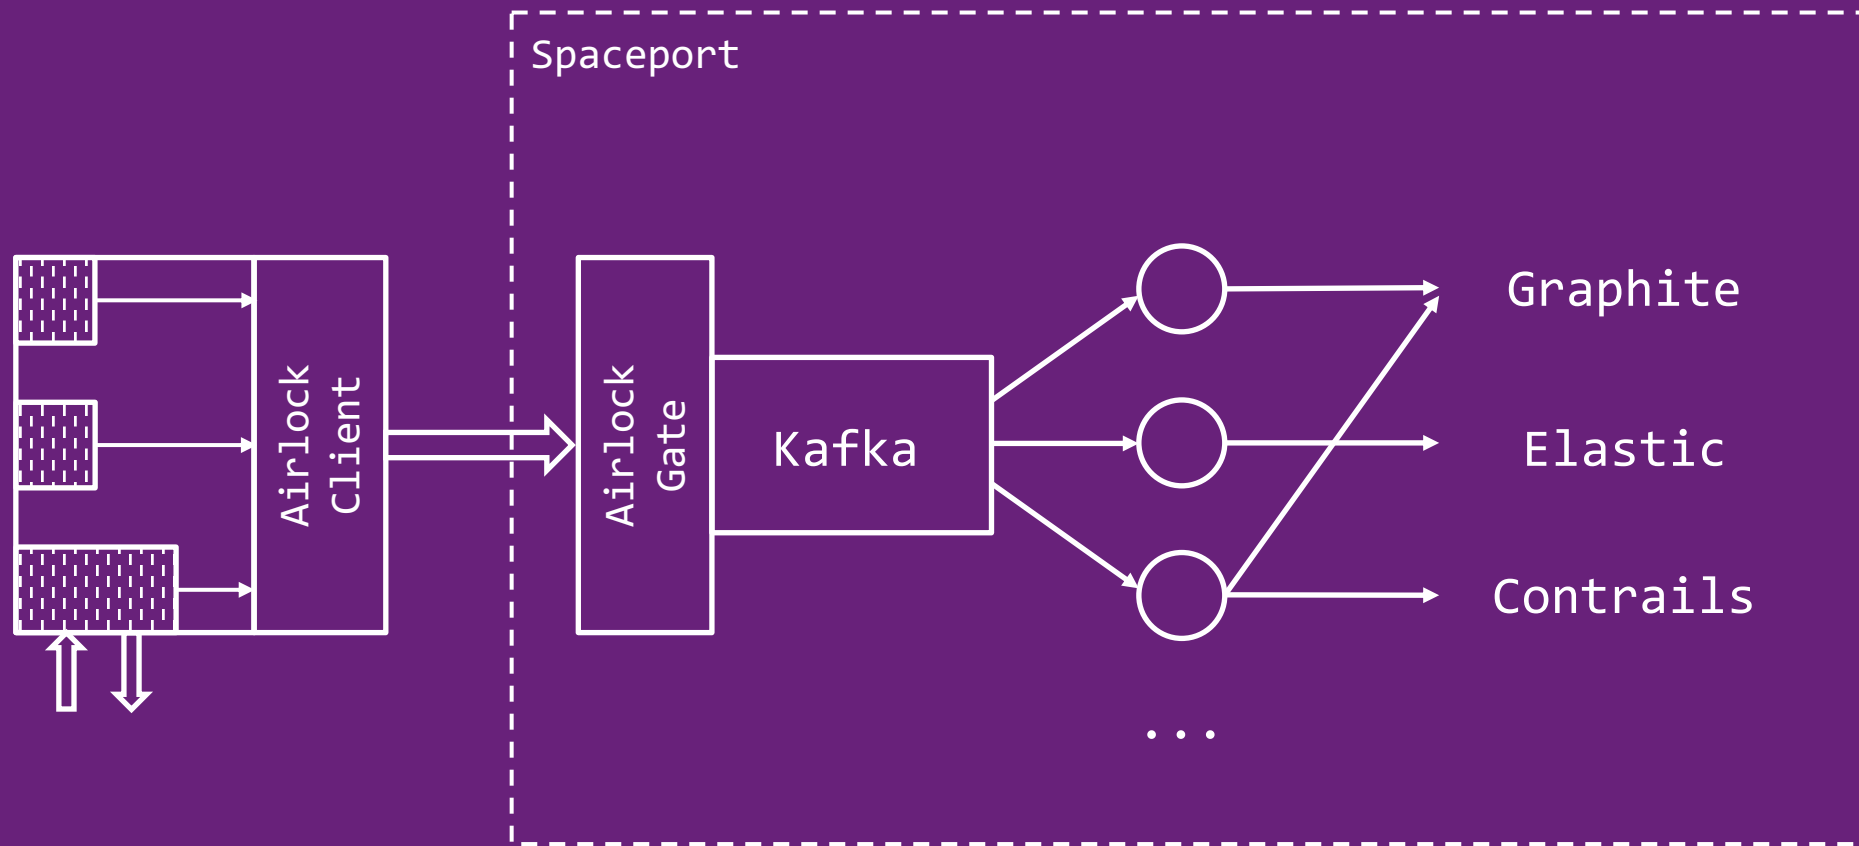 Spaceport
Airlock
Client
Airlock
Gate
Kafka
Graphite
Elastic
Contrails
...